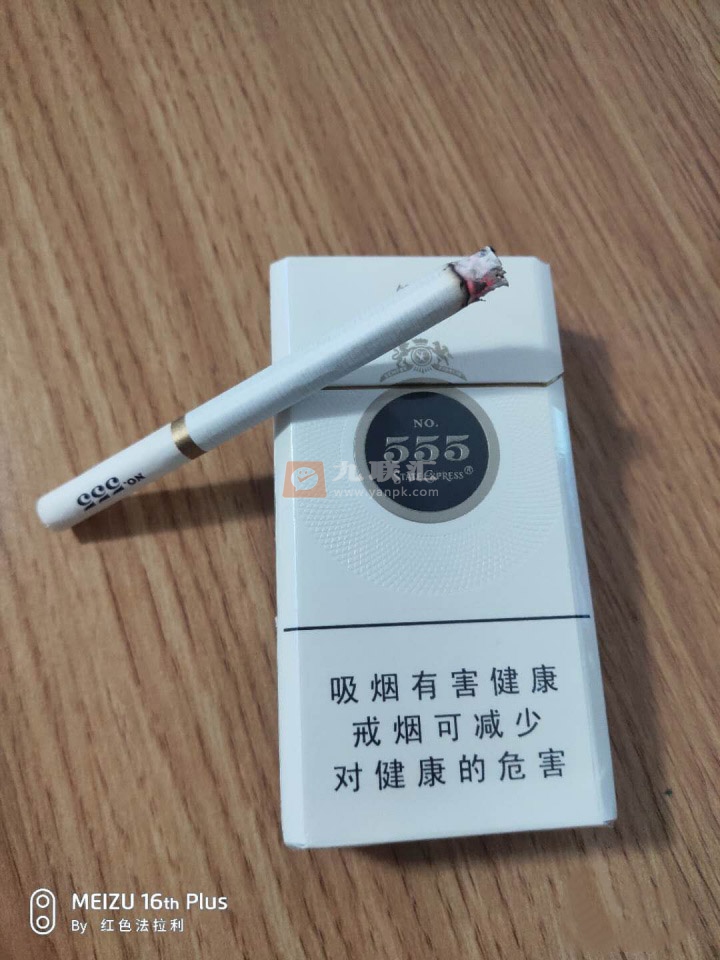 NO.
555
STATE EXPRESS®
九联汇
www.yanpk.com
NO.
555
吸烟有害健康
戒烟可减少
对健康的危害
MEIZU 16th Plus
By 红色法拉利